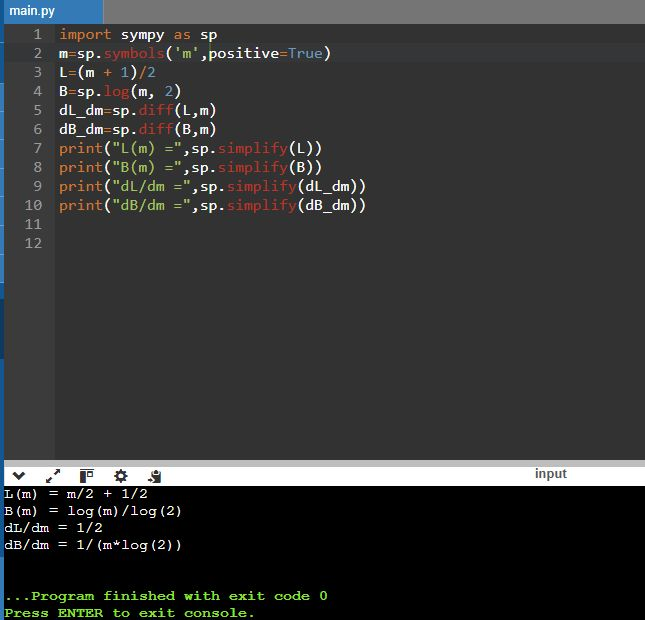 main.py
1 import sympy as sp
2 m=sp.symbols('m',positive=True)
3 L=(m + 1)/2
4 B=sp.log(m, 2)
5 dL_dm=sp.diff(L,m)
6 dB_dm=sp.diff(B,m)
7 print("L(m) =",sp.simplify(L))
8 print("B(m) =",sp.simplify(B))
9 print("dL/dm =",sp.simplify(dL_dm))
10 print("dB/dm =",sp.simplify(dB_dm))
11
12
input
L(m) = m/2 + 1/2
B(m) = log(m)/log(2)
dL/dm = 1/2
dB/dm = 1/(m*log(2))
...Program finished with exit code 0
Press ENTER to exit console.